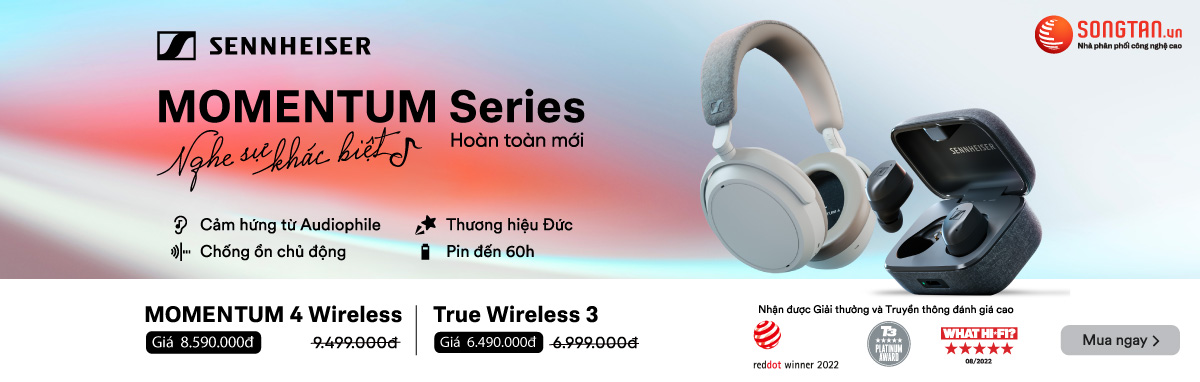 SENNHEISER
SONGTAN.vn
Nhà phân phối công nghệ cao
MOMENTUM Series
Nghe sự khác biệt
Hoàn toàn mới
SENNHEISER
Cảm hứng từ Audiophile
Thương hiệu Đức
Chống ồn chủ động
Pin đến 60h
MOMENTUM 4 Wireless
Giá 8.590.000đ
9.499.000đ
True Wireless 3
Giá 6.490.000đ
6.999.000đ
Nhận được Giải thưởng và Truyền thông đánh giá cao
reddot winner 2022
T3
PLATINUM
AWARD
WHAT HI-FI?
08/2022
Mua ngay